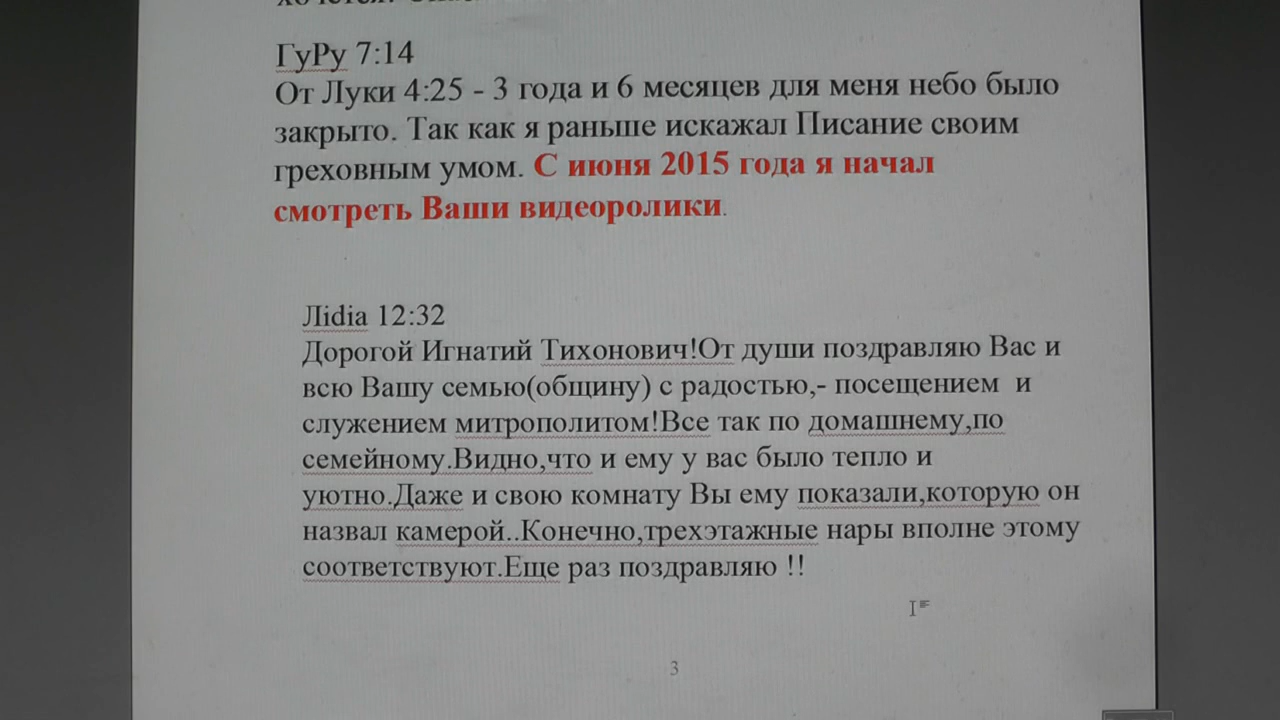 ГуРу 7:14
От Луки 4:25 - 3 года и 6 месяцев для меня небо было
закрыто. Так как я раньше искажал Писание своим
греховным умом. С июня 2015 года я начал
смотреть Ваши видеоролики.
Лidia 12:32
Дорогой Игнатий Тихонович!От души поздравляю Вас и
всю Вашу семью(общину) с радостью,- посещением и
служением митрополитом!Все так по домашнему,по
семейному.Видно,что и ему у вас было тепло и
уютно.Даже и свою комнату Вы ему показали,которую он
назвал камерой..Конечно,трехэтажные нары вполне этому
соответствуют.Еще раз поздравляю !!
3